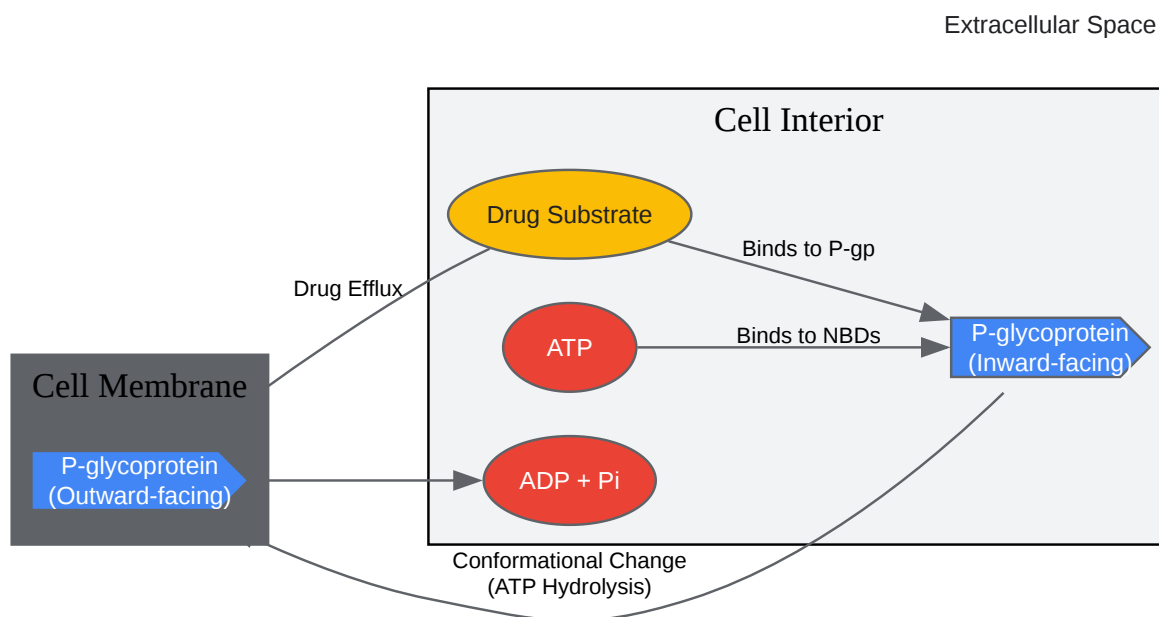 Extracellular Space
Cell Interior
Drug Substrate
Binds to P-gp
Drug Efflux
ATP
Binds to NBDs
P-glycoprotein
(Inward-facing)
Cell Membrane
P-glycoprotein
(Outward-facing)
ADP + Pi
Conformational Change
(ATP Hydrolysis)